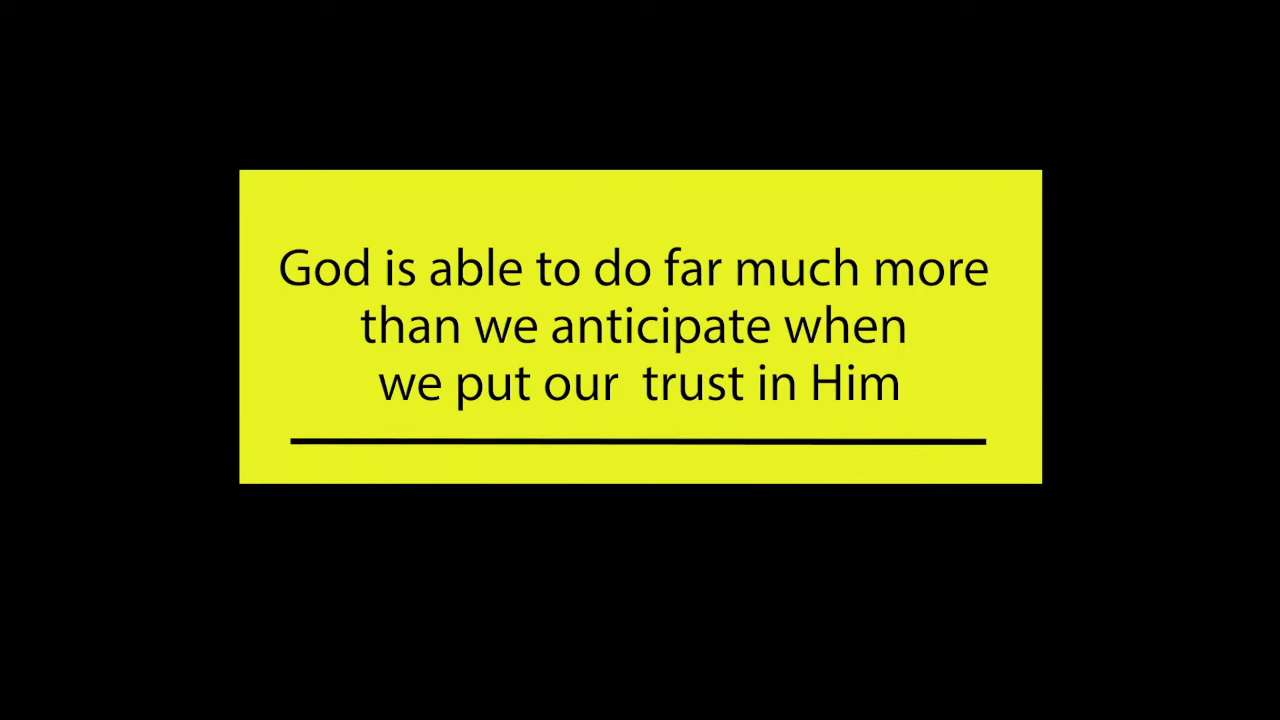 God is able to do far much more
than we anticipate when
we put our  trust in Him